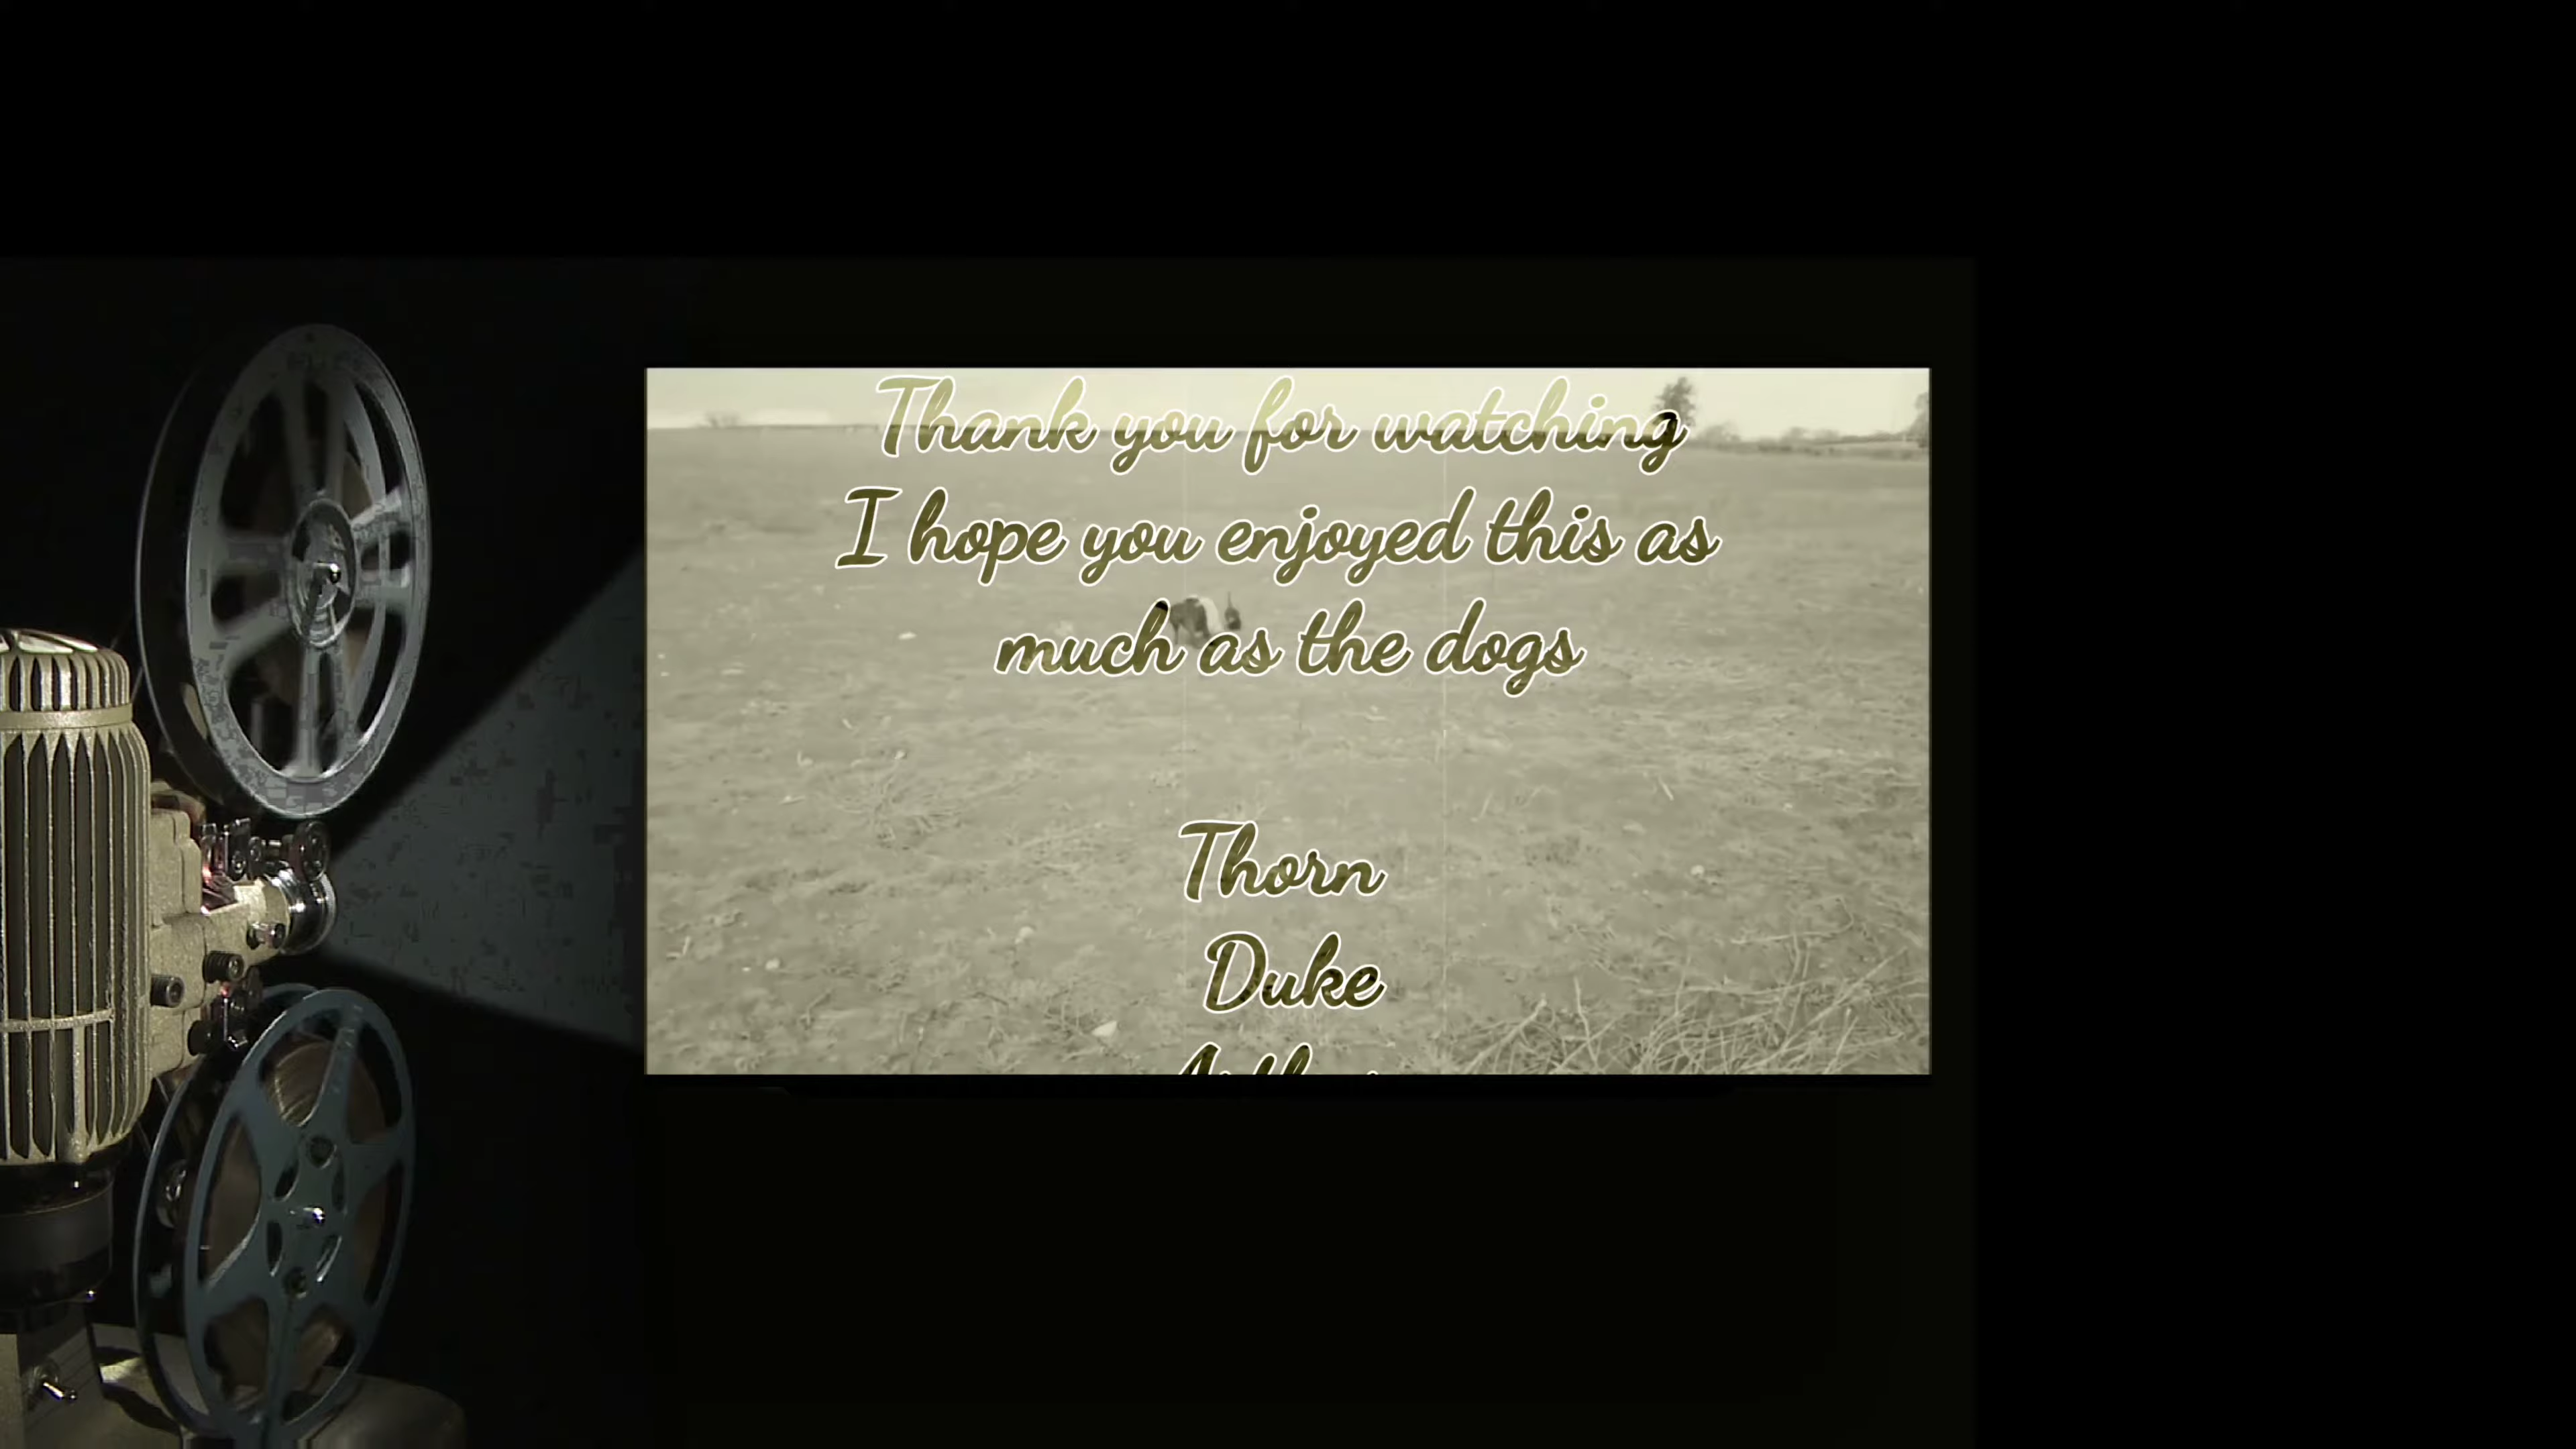 Thank you for watching
I hope you enjoyed this as
much as the dogs
Thorn
Duke